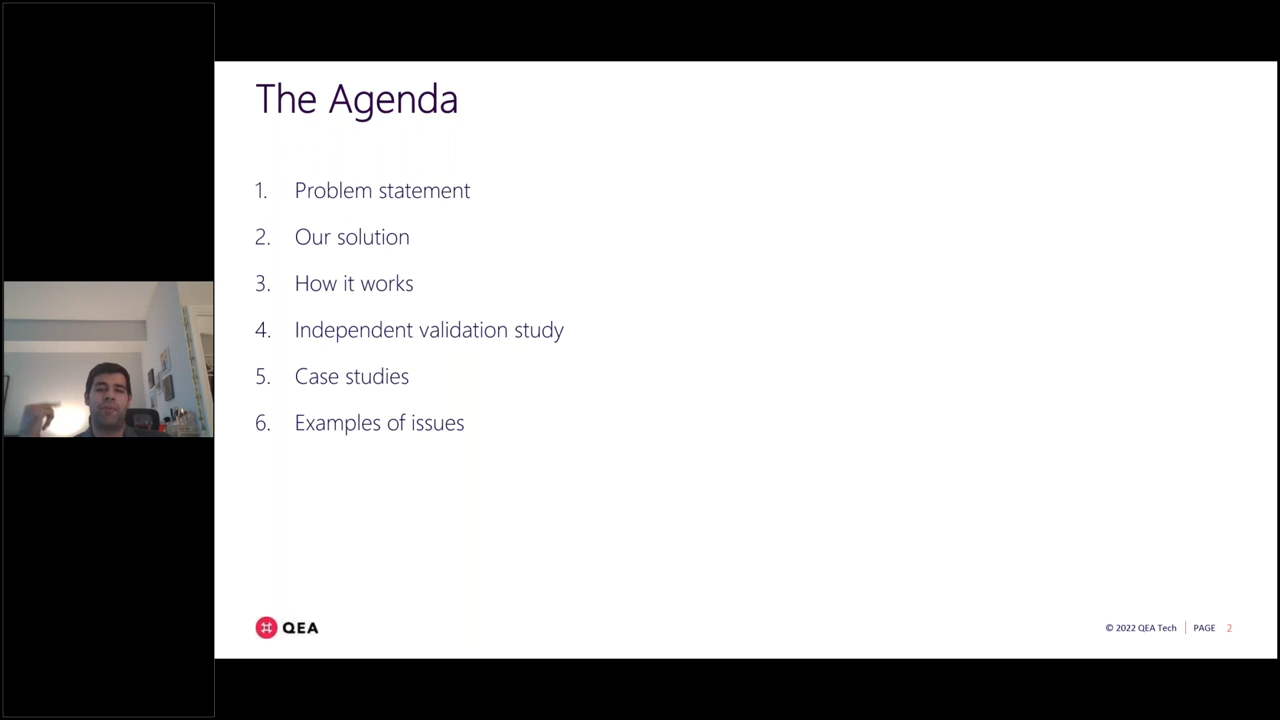 The Agenda
1. Problem statement
2. Our solution
3. How it works
4. Independent validation study
5. Case studies
6. Examples of issues
QEA
© 2022 QEA Tech | PAGE 2